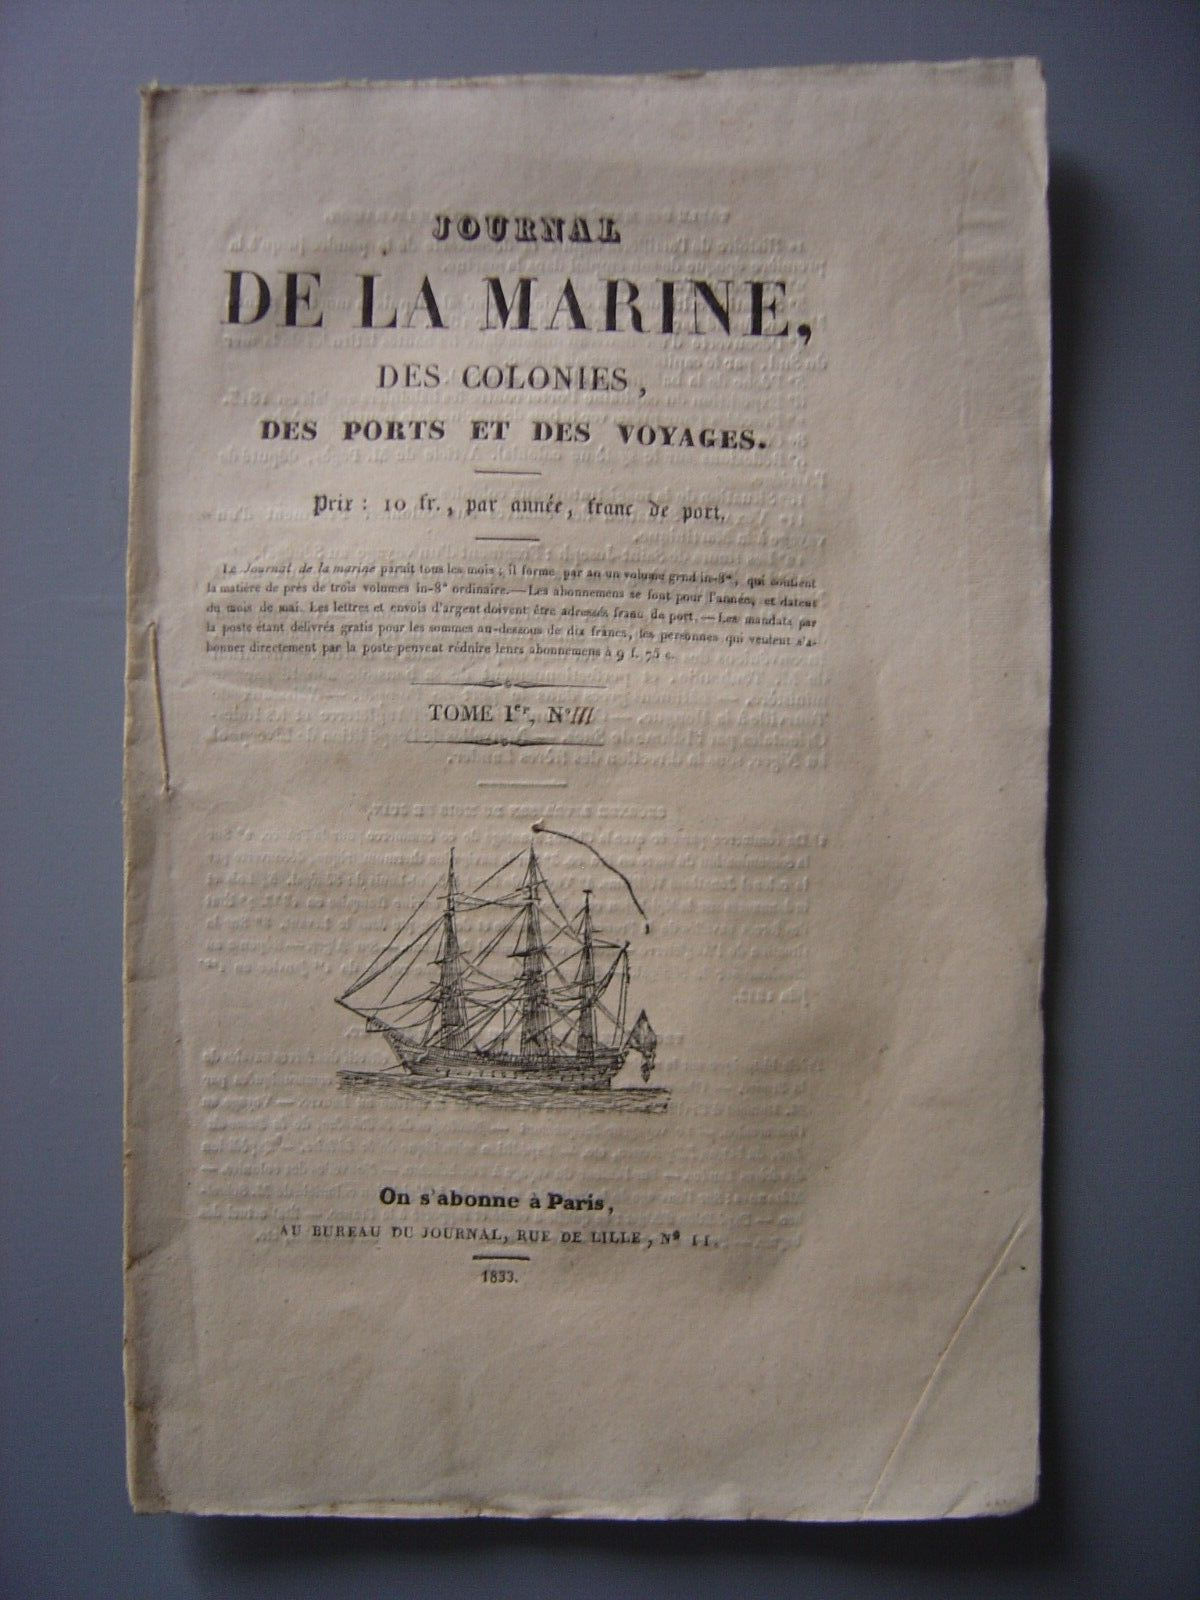 JOURNAL
DE LA MARINE,
DES COLONIES,
DES PORTS ET DES VOYAGES.
Prix : 10 fr., par année, franc de port.
Le Journal de la marine paraît tous les mois ; il forme par an un volume grnd in-8°, qui contient
la matière de près de trois volumes in-8° ordinaire.—Les abonnemens se font pour l'année, et datent
du mois de mai. Les lettres et envois d'argent doivent être adressés franc de port.—Les mandats par
la poste étant délivrés gratis pour les sommes au-dessous de dix francs, les personnes qui veulent s'a-
bonner directement par la poste peuvent réduire leurs abonnemens à 9 f. 75 c.
TOME Ier, N° III
On s'abonne à Paris,
AU BUREAU DU JOURNAL, RUE DE LILLE, N° 11.
1833.